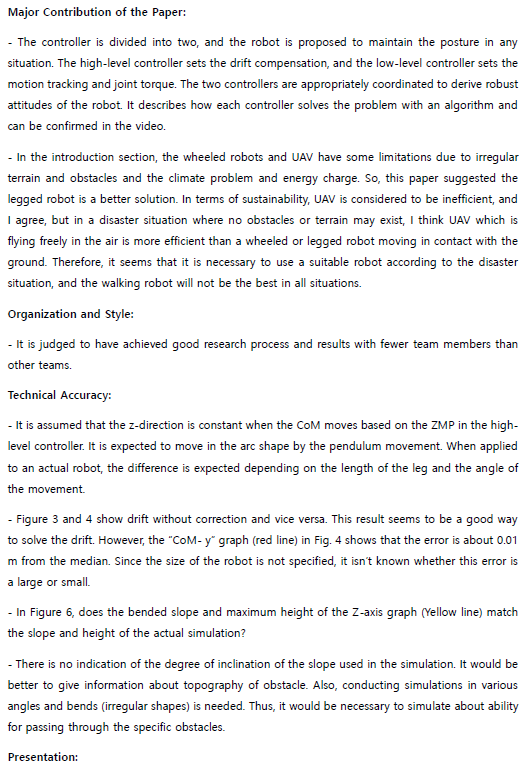 Major Contribution of the Paper:
- The controller is divided into two, and the robot is proposed to maintain the posture in any
situation. The high-level controller sets the drift compensation, and the low-level controller sets the
motion tracking and joint torque. The two controllers are appropriately coordinated to derive robust
attitudes of the robot. It describes how each controller solves the problem with an algorithm and
can be confirmed in the video.
- In the introduction section, the wheeled robots and UAV have some limitations due to irregular
terrain and obstacles and the climate problem and energy charge. So, this paper suggested the
legged robot is a better solution. In terms of sustainability, UAV is considered to be inefficient, and
I agree, but in a disaster situation where no obstacles or terrain may exist, I think UAV which is
flying freely in the air is more efficient than a wheeled or legged robot moving in contact with the
ground. Therefore, it seems that it is necessary to use a suitable robot according to the disaster
situation, and the walking robot will not be the best in all situations.
Organization and Style:
- It is judged to have achieved good research process and results with fewer team members than
other teams.
Technical Accuracy:
- It is assumed that the z-direction is constant when the CoM moves based on the ZMP in the high-
level controller. It is expected to move in the arc shape by the pendulum movement. When applied
to an actual robot, the difference is expected depending on the length of the leg and the angle of
the movement.
- Figure 3 and 4 show drift without correction and vice versa. This result seems to be a good way
to solve the drift. However, the "CoM- y" graph (red line) in Fig. 4 shows that the error is about 0.01
m from the median. Since the size of the robot is not specified, it isn't known whether this error is
a large or small.
- In Figure 6, does the bended slope and maximum height of the Z-axis graph (Yellow line) match
the slope and height of the actual simulation?
- There is no indication of the degree of inclination of the slope used in the simulation. It would be
better to give information about topography of obstacle. Also, conducting simulations in various
angles and bends (irregular shapes) is needed. Thus, it would be necessary to simulate about ability
for passing through the specific obstacles.
Presentation: